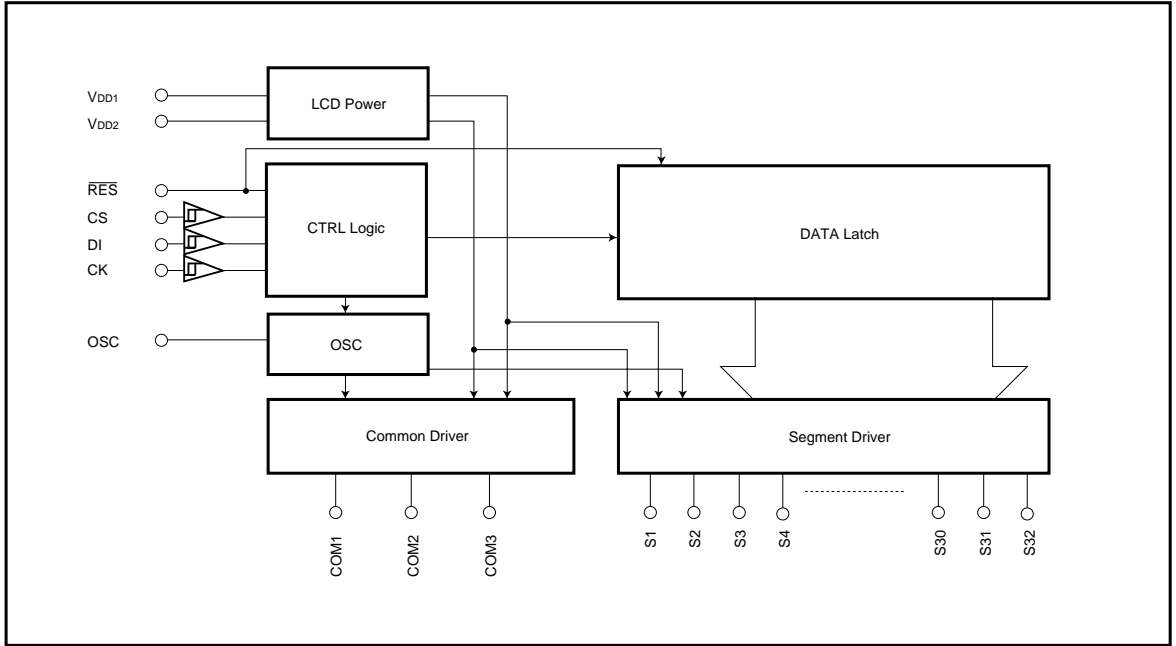 VDD1
LCD Power
VDD2
RES
CS
CTRL Logic
DATA Latch
DI
CK
OSC
OSC
Common Driver
Segment Driver
COM1
COM2
COM3
S1
S2
S3
S4
S30
S31
S32